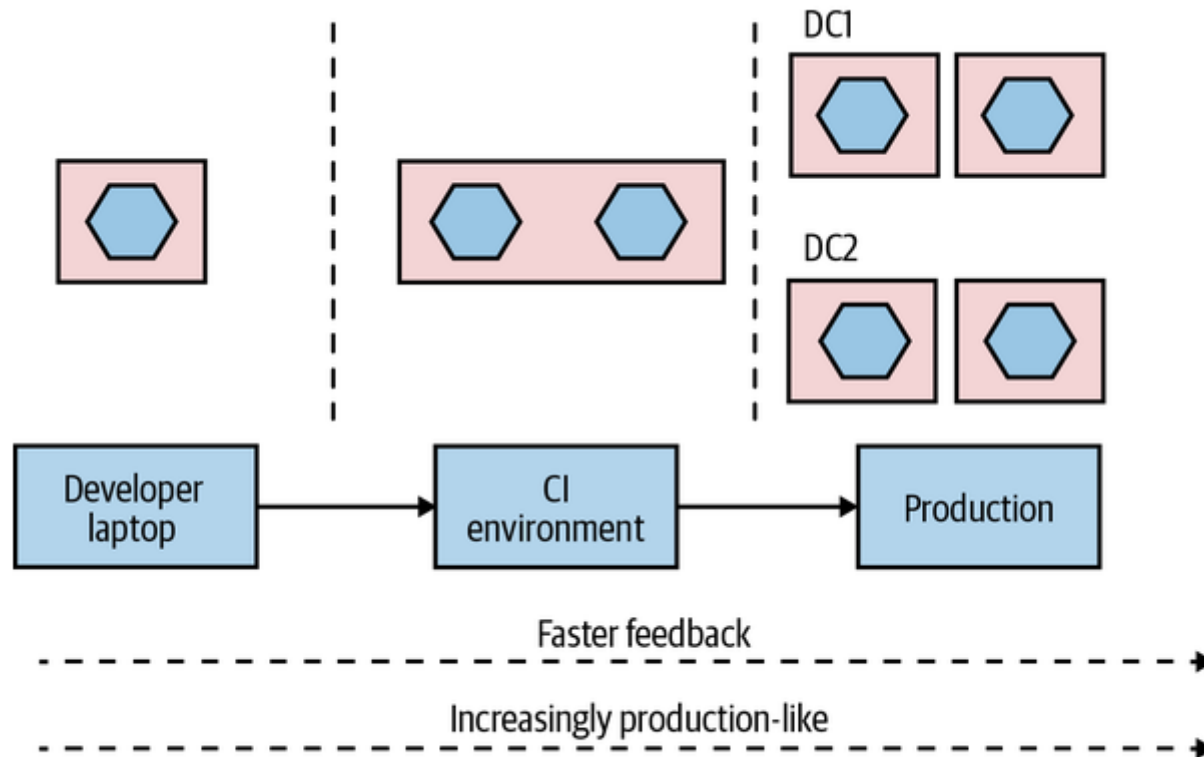 DC1
DC2
Developer
laptop
CI
environment
Production
Faster feedback
Increasingly production-like